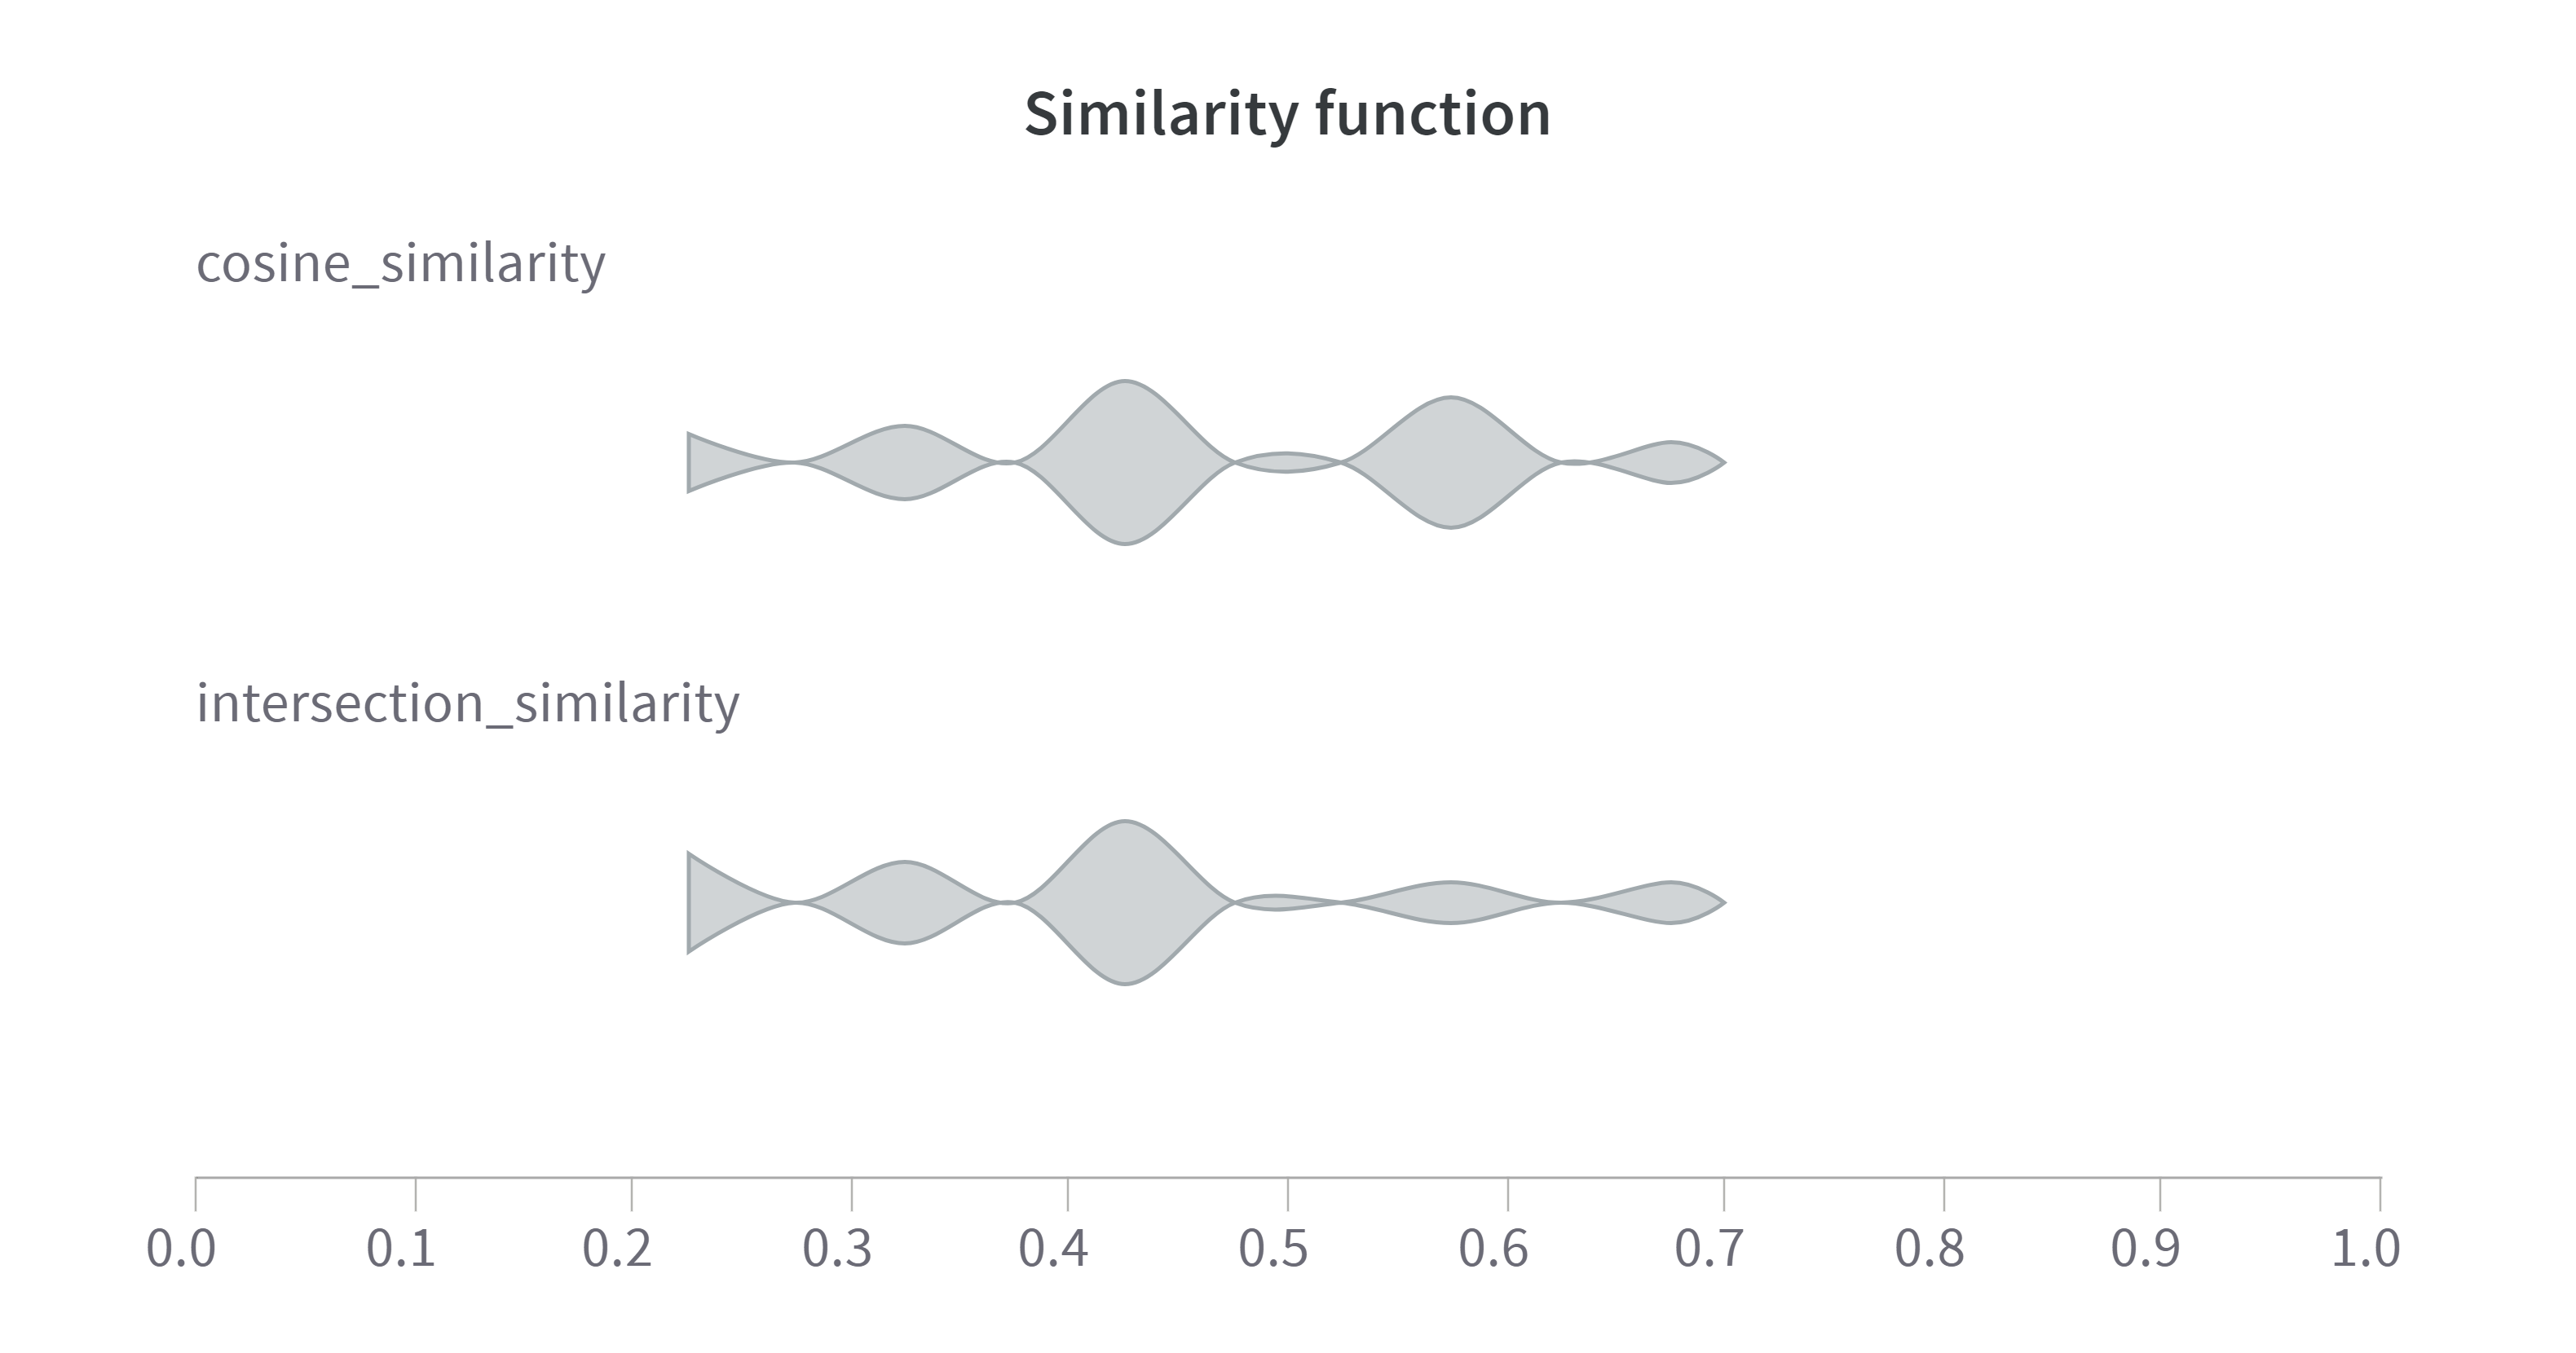 Similarity function
cosine_similarity
intersection_similarity
0.0 0.1 0.2 0.3 0.4 0.5 0.6 0.7 0.8 0.9 1.0